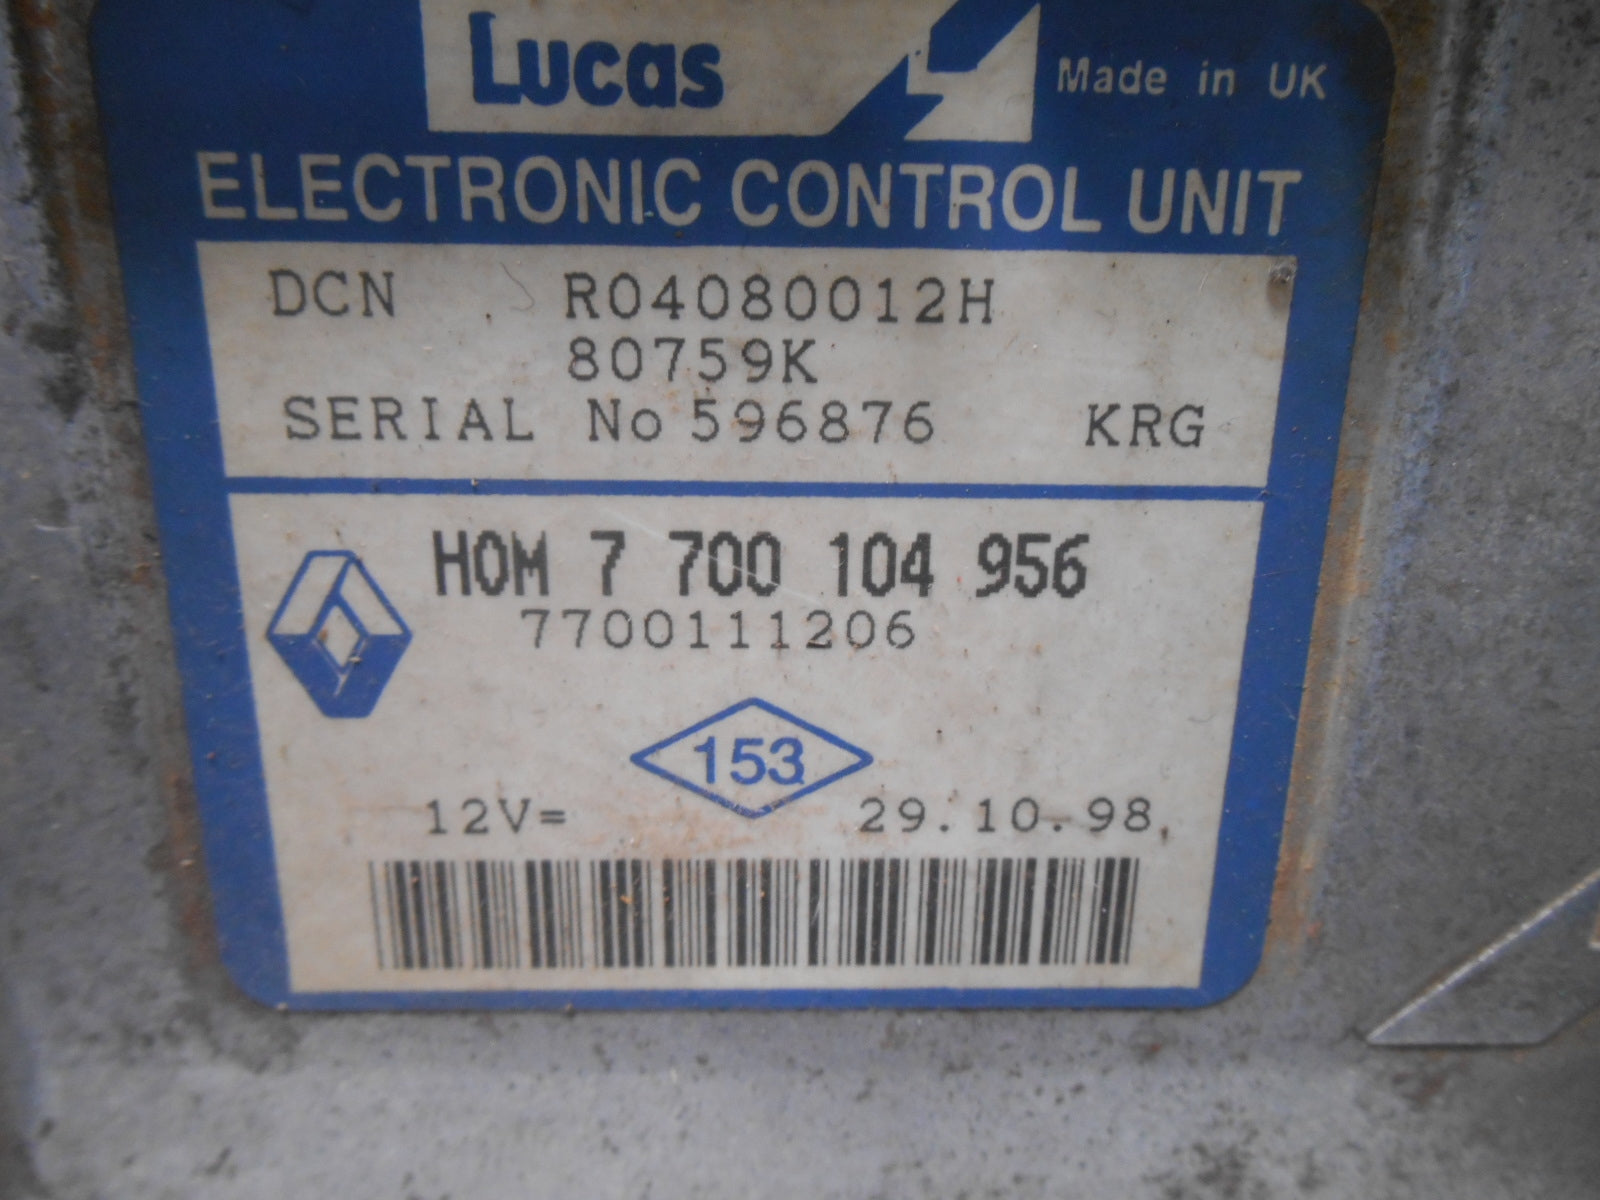 Lucas Made in UK
ELECTRONIC CONTROL UNIT
DCN R04080012H
80759K
SERIAL No 596876 KRG
HOM 7 700 104 956
7700111206
153
12V= 29.10.98